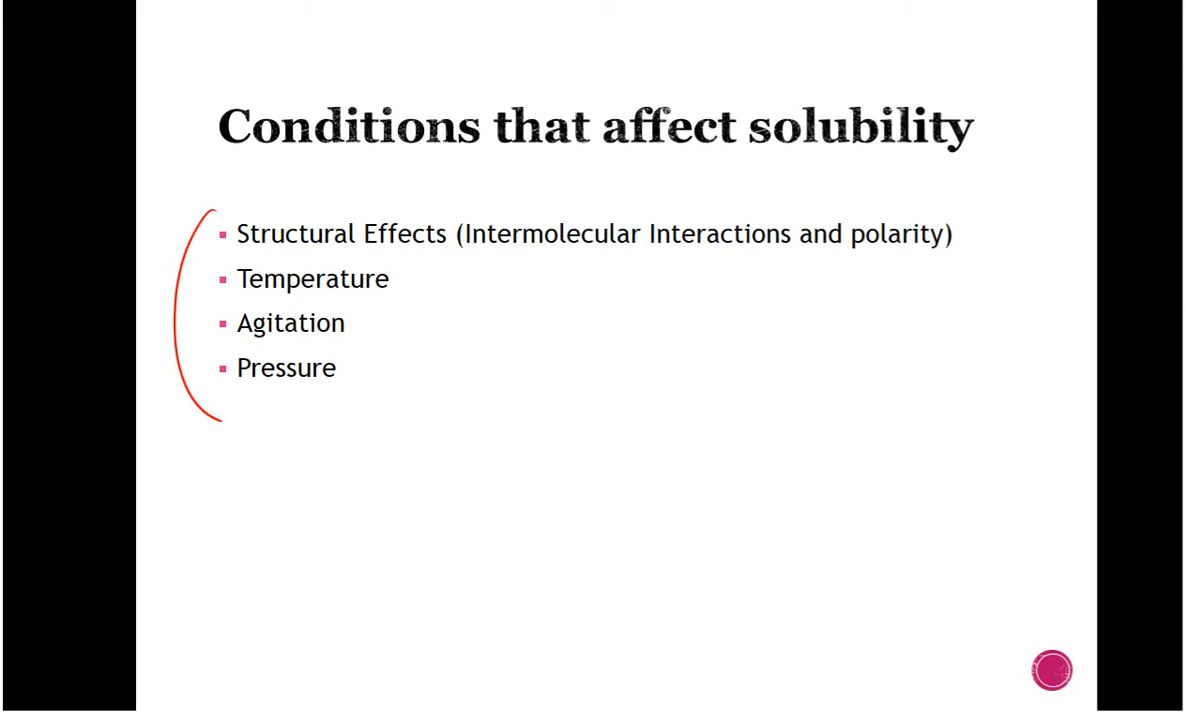 Conditions that affect solubility
▪ Structural Effects (Intermolecular Interactions and polarity)
▪ Temperature
▪ Agitation
▪ Pressure